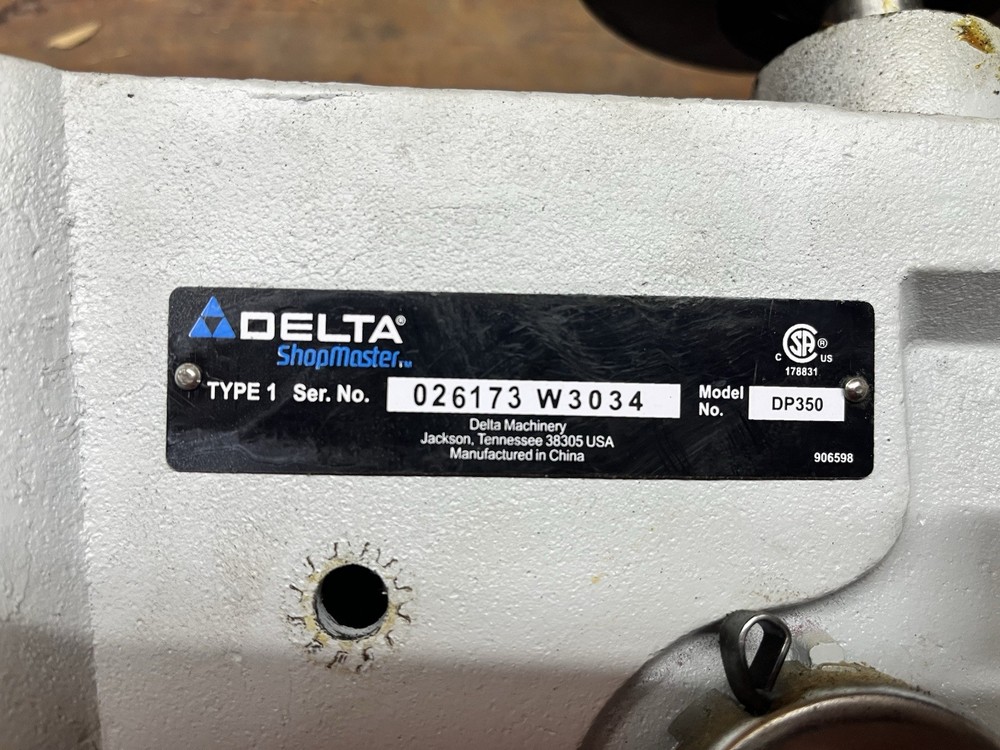 DELTA®
ShopMaster™
C SA® US
178831
TYPE 1 Ser. No. 026173 W3034 Model No. DP350
Delta Machinery
Jackson, Tennessee 38305 USA
Manufactured in China
906598